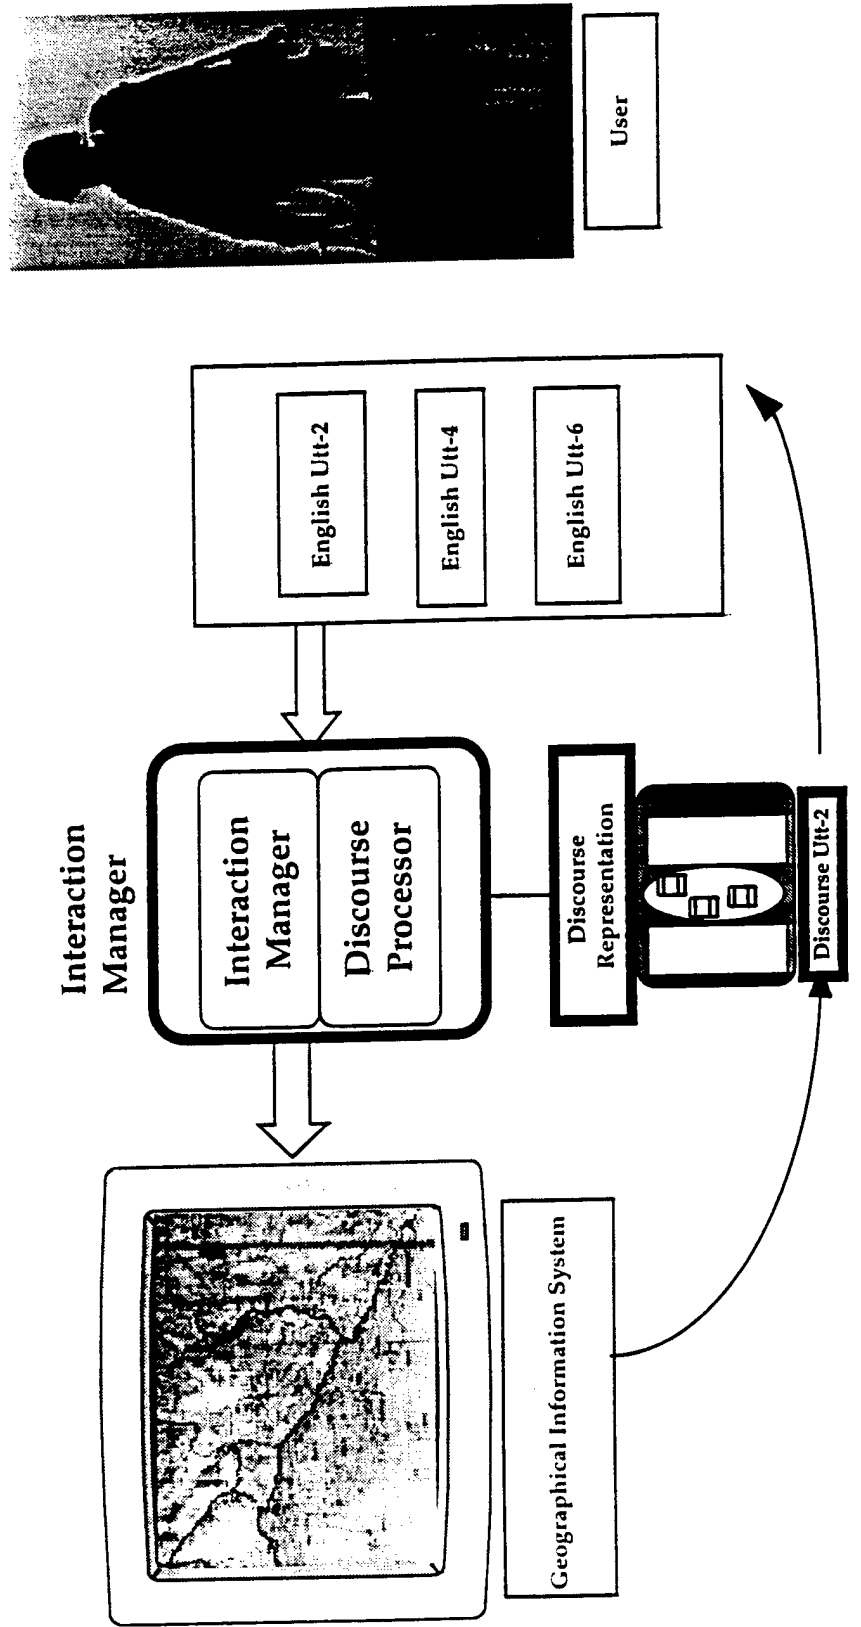 Interaction
Manager
Interaction
Manager
Discourse
Processor
English Utt-2
English Utt-4
English Utt-6
User
Geographical Information System
Discourse
Representation
Discourse Utt-2